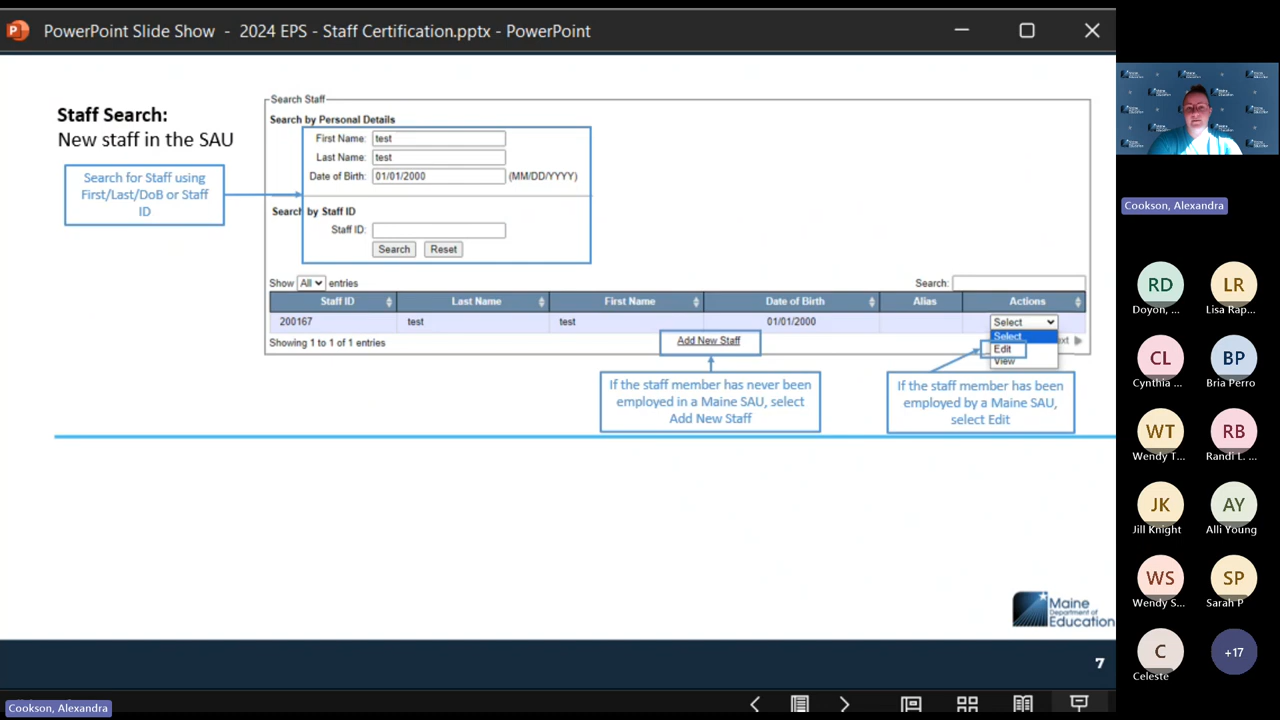 PowerPoint Slide Show - 2024 EPS - Staff Certification.pptx - PowerPoint
Staff Search:
New staff in the SAU
Search for Staff using
First/Last/DoB or Staff
ID
Search Staff
Search by Personal Details
First Name: test
Last Name: test
Date of Birth: 01/01/2000 (MM/DD/YYYY)
Search by Staff ID
Staff ID:
Search Reset
Show All entries Search:
Staff ID Last Name First Name Date of Birth Alias Actions
200167 test test 01/01/2000 Select
Select
Edit
View
Showing 1 to 1 of 1 entries
Add New Staff
If the staff member has never been
employed in a Maine SAU, select
Add New Staff
If the staff member has been
employed by a Maine SAU,
select Edit
Maine
Department of
Education
7
Cookson, Alexandra
Cookson, Alexandra
RD LR
Doyon, ... Lisa Rap...
CL BP
Cynthia ... Bria Perro
WT RB
Wendy T... Randi L. ...
JK AY
Jill Knight Alli Young
WS SP
Wendy S... Sarah P
C +17
Celeste